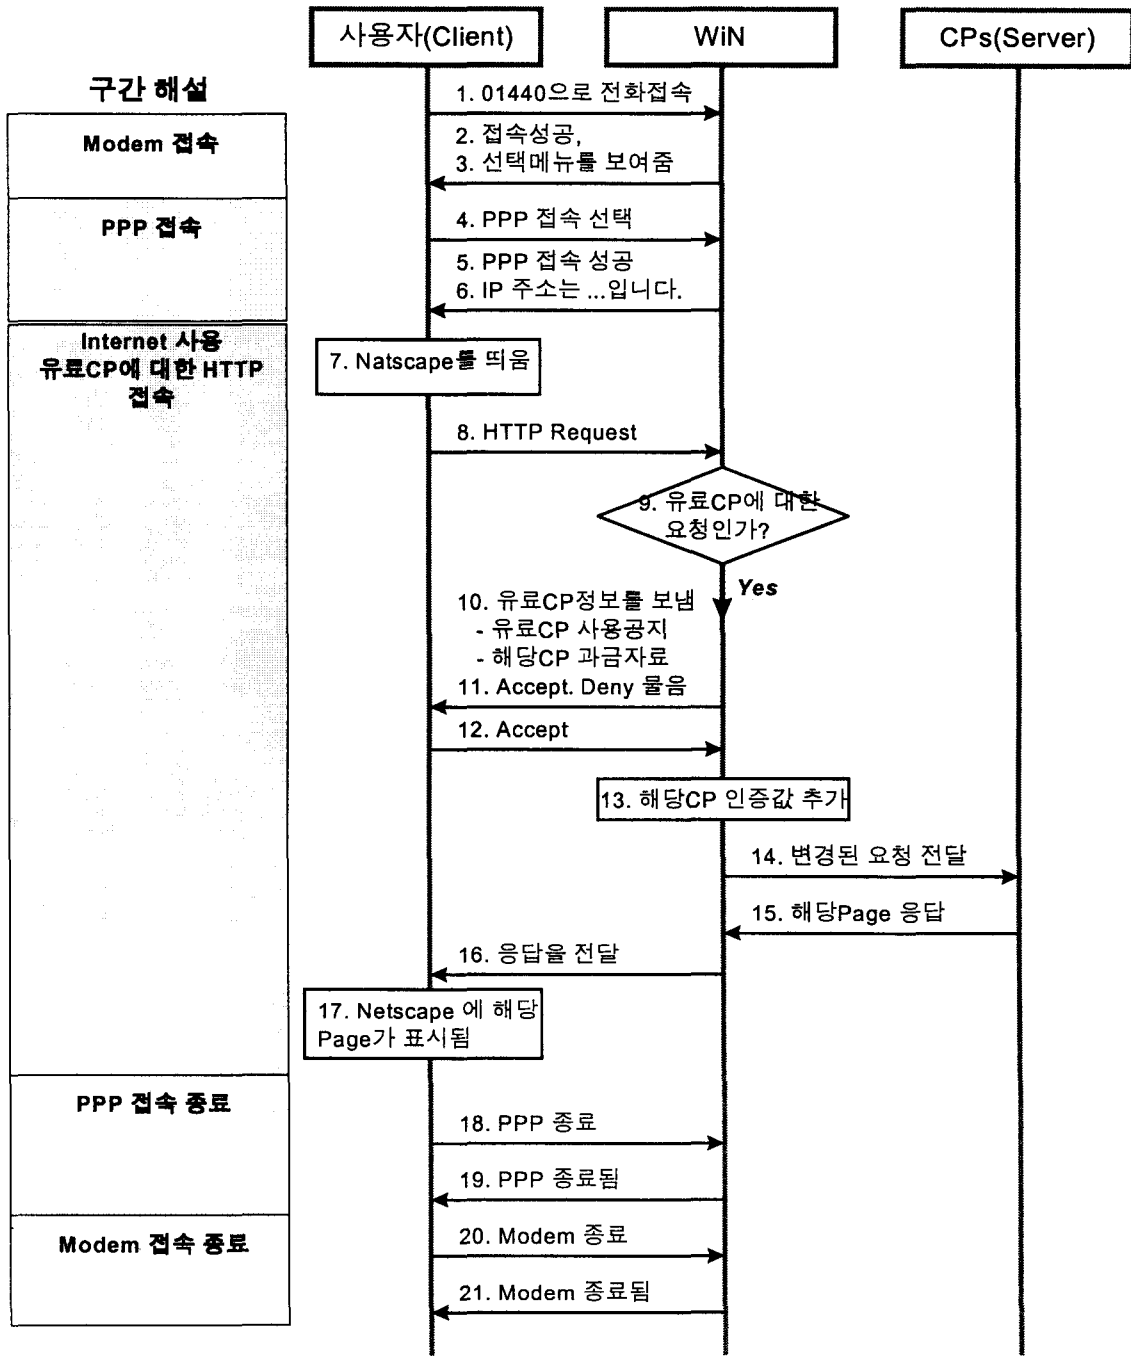 사용자(Client)
WiN
CPs(Server)
구간 해설
Modem 접속
PPP 접속
Internet 사용
유료CP에 대한 HTTP
접속
PPP 접속 종료
Modem 접속 종료
1. 01440으로 전화접속
2. 접속성공,
3. 선택메뉴를 보여줌
4. PPP 접속 선택
5. PPP 접속 성공
6. IP 주소는 ...입니다.
7. Natscape를 띄움
8. HTTP Request
9. 유료CP에 대한
요청인가?
Yes
10. 유료CP정보를 보냄
- 유료CP 사용공지
- 해당CP 과금자료
11. Accept. Deny 물음
12. Accept
13. 해당CP 인증값 추가
14. 변경된 요청 전달
15. 해당Page 응답
16. 응답을 전달
17. Netscape 에 해당
Page가 표시됨
18. PPP 종료
19. PPP 종료됨
20. Modem 종료
21. Modem 종료됨